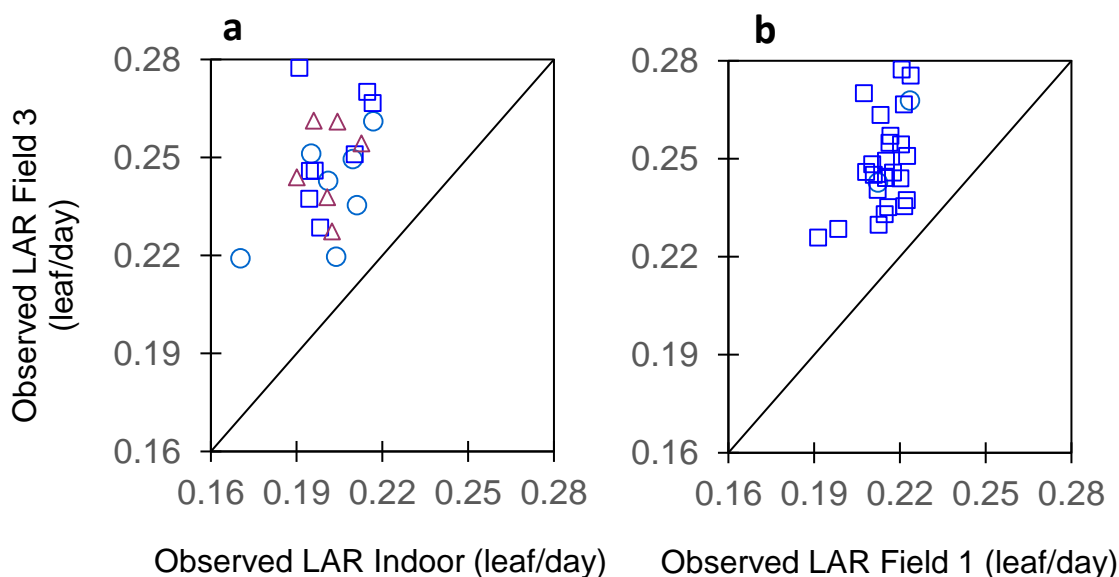 a
b
Observed LAR Field 3
(leaf/day)
0.28
0.25
0.22
0.19
0.16
0.16 0.19 0.22 0.25 0.28
Observed LAR Indoor (leaf/day)
0.28
0.25
0.22
0.19
0.16
0.16 0.19 0.22 0.25 0.28
Observed LAR Field 1 (leaf/day)